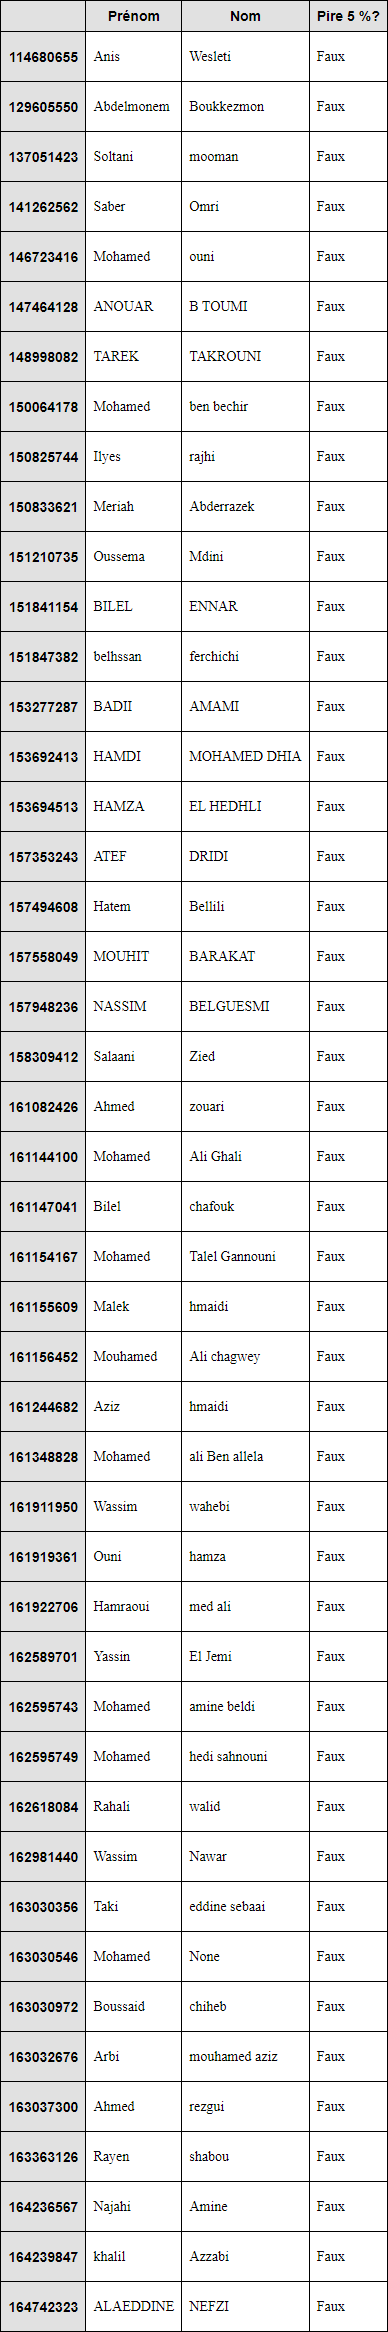 Prénom Nom Pire 5 %?
114680655 Anis Wesleti Faux
129605550 Abdelmonem Boukkezmon Faux
137051423 Soltani mooman Faux
141262562 Saber Omri Faux
146723416 Mohamed ouni Faux
147464128 ANOUAR B TOUMI Faux
148998082 TAREK TAKROUNI Faux
150064178 Mohamed ben bechir Faux
150825744 Ilyes rajhi Faux
150833621 Meriah Abderrazek Faux
151210735 Oussema Mdini Faux
151841154 BILEL ENNAR Faux
151847382 belhssan ferchichi Faux
153277287 BADII AMAMI Faux
153692413 HAMDI MOHAMED DHIA Faux
153694513 HAMZA EL HEDHLI Faux
157353243 ATEF DRIDI Faux
157494608 Hatem Bellili Faux
157558049 MOUHIT BARAKAT Faux
157948236 NASSIM BELGUESMI Faux
158309412 Salaani Zied Faux
161082426 Ahmed zouari Faux
161144100 Mohamed Ali Ghali Faux
161147041 Bilel chafouk Faux
161154167 Mohamed Talel Gannouni Faux
161155609 Malek hmaidi Faux
161156452 Mouhamed Ali chagwey Faux
161244682 Aziz hmaidi Faux
161348828 Mohamed ali Ben allela Faux
161911950 Wassim wahebi Faux
161919361 Ouni hamza Faux
161922706 Hamraoui med ali Faux
162589701 Yassin El Jemi Faux
162595743 Mohamed amine beldi Faux
162595749 Mohamed hedi sahnouni Faux
162618084 Rahali walid Faux
162981440 Wassim Nawar Faux
163030356 Taki eddine sebaai Faux
163030546 Mohamed None Faux
163030972 Boussaid chiheb Faux
163032676 Arbi mouhamed aziz Faux
163037300 Ahmed rezgui Faux
163363126 Rayen shabou Faux
164236567 Najahi Amine Faux
164239847 khalil Azzabi Faux
164742323 ALAEDDINE NEFZI Faux